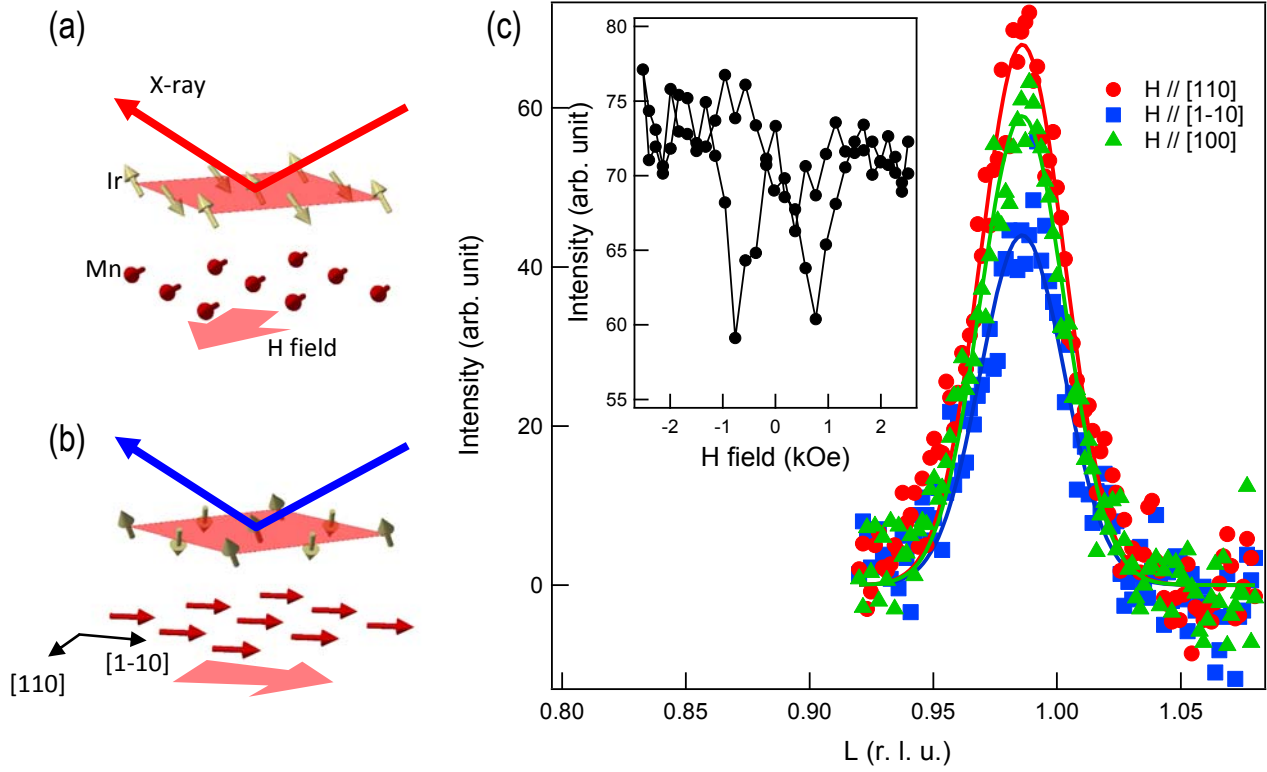 (a)
X-ray
Ir
Mn
H field
(b)
[110]
[1-10]
(c)
Intensity (arb. unit)
60
40
20
0
0.80
0.85
0.90
0.95
1.00
1.05
L (r. l. u.)
Intensity (arb. unit)
80
75
70
65
60
55
-2
-1
0
1
2
H field (kOe)
H // [110]
H // [1-10]
H // [100]